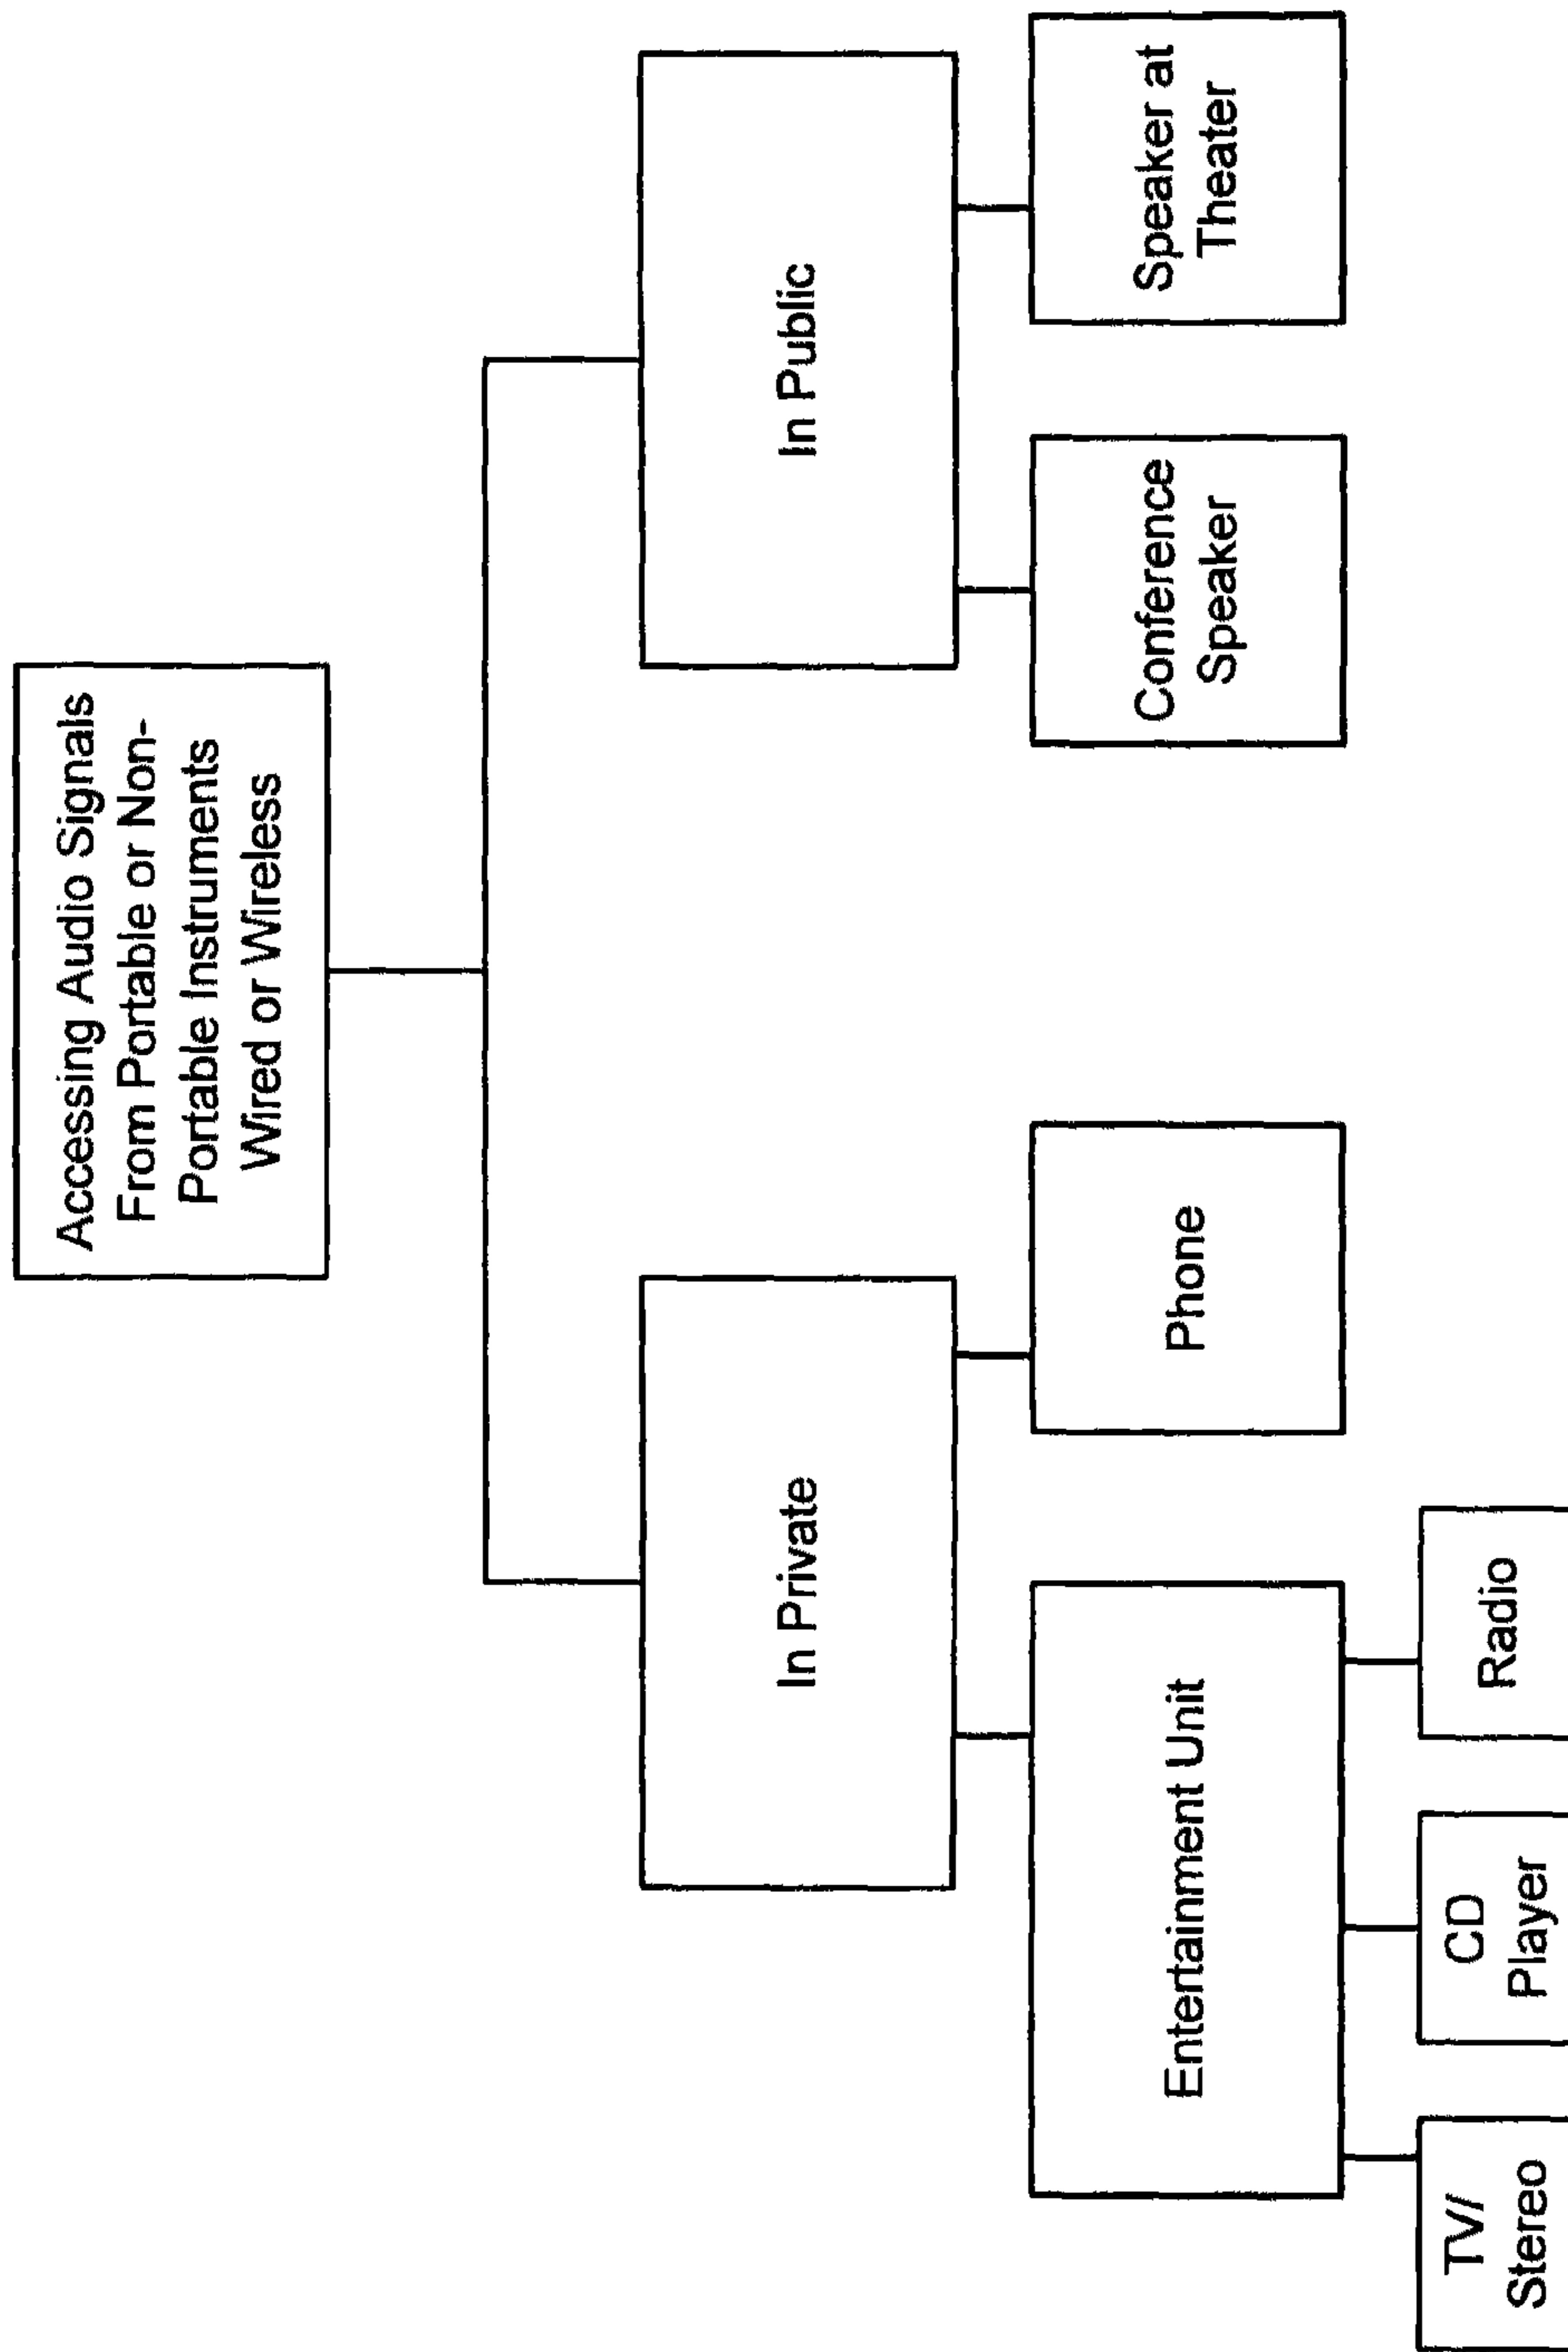 Accessing Audio Signals
From Portable or Non-
Portable Instruments
Wired or Wireless
In Private
In Public
Entertainment Unit
Phone
Conference
Speaker
Speaker at
Theater
TV/
Stereo
CD
Player
Radio